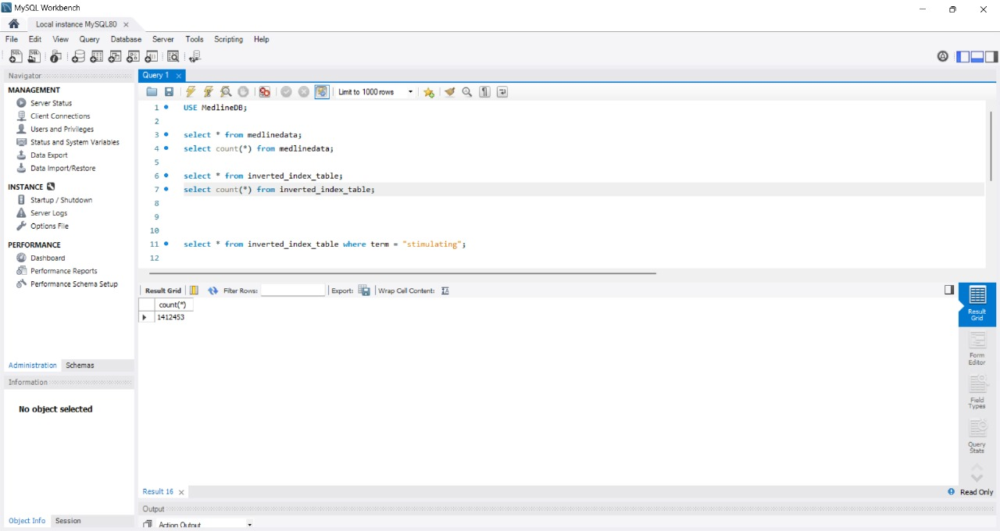 MySQL Workbench
Local instance MySQL80
File Edit View Query Database Server Tools Scripting Help
Navigator
MANAGEMENT
Server Status
Client Connections
Users and Privileges
Status and System Variables
Data Export
Data Import/Restore
INSTANCE
Startup / Shutdown
Server Logs
Options File
PERFORMANCE
Dashboard
Performance Reports
Performance Schema Setup
Administration Schemas
Information
No object selected
Object Info Session
Query 1
Limit to 1000 rows
1 USE MedlineDB;
2
3 select * from medlinedata;
4 select count(*) from medlinedata;
5
6 select * from inverted_index_table;
7 select count(*) from inverted_index_table;
8
9
10
11 select * from inverted_index_table where term = "stimulating";
12
Result Grid Filter Rows: Export: Wrap Cell Content:
count(*)
1412453
Result
Grid
Form
Editor
Field
Types
Query
Stats
Result 16
Read Only
Output
Action Output